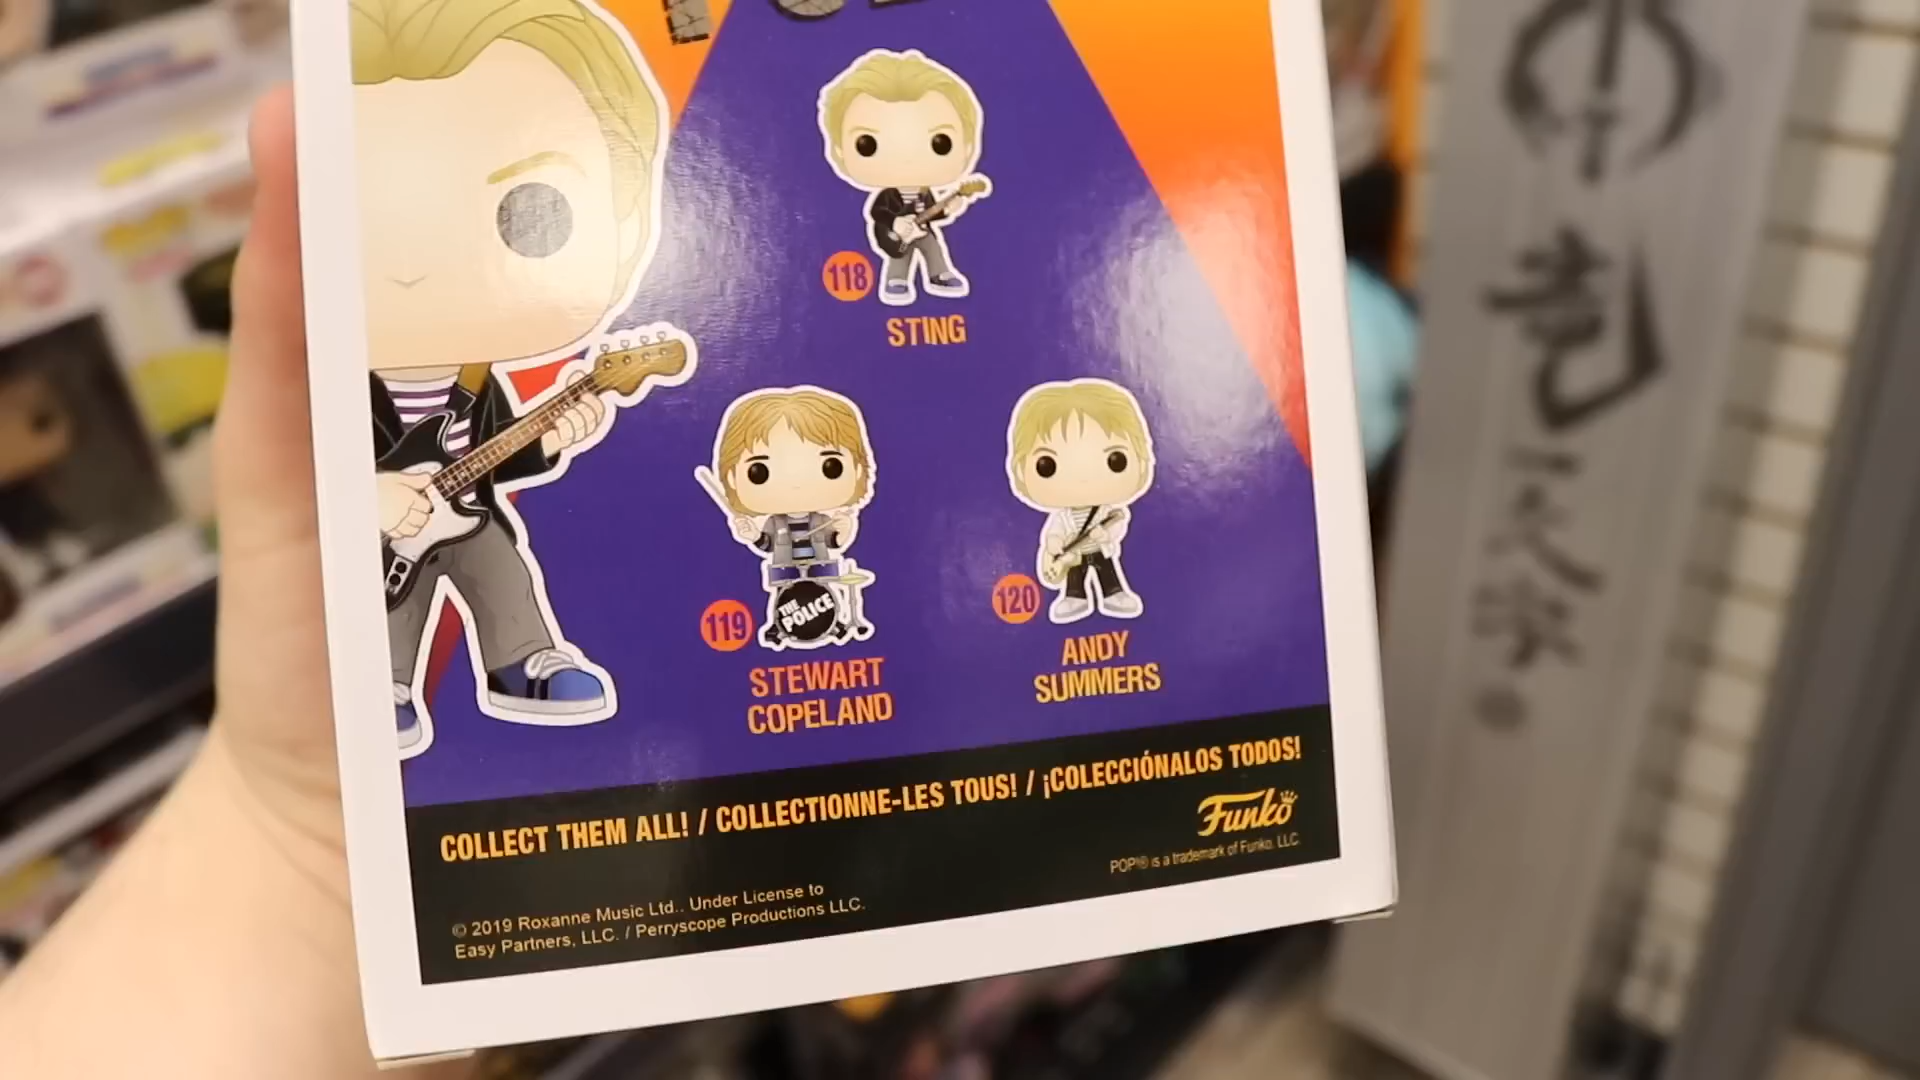 118
STING
THE
POLICE
119
STEWART
COPELAND
120
ANDY
SUMMERS
COLLECT THEM ALL! / COLLECTIONNE-LES TOUS! / ¡COLECCIÓNALOS TODOS!
Funko
POP!® is a trademark of Funko, LLC.
© 2019 Roxanne Music Ltd.. Under License to
Easy Partners, LLC. / Perryscope Productions LLC.